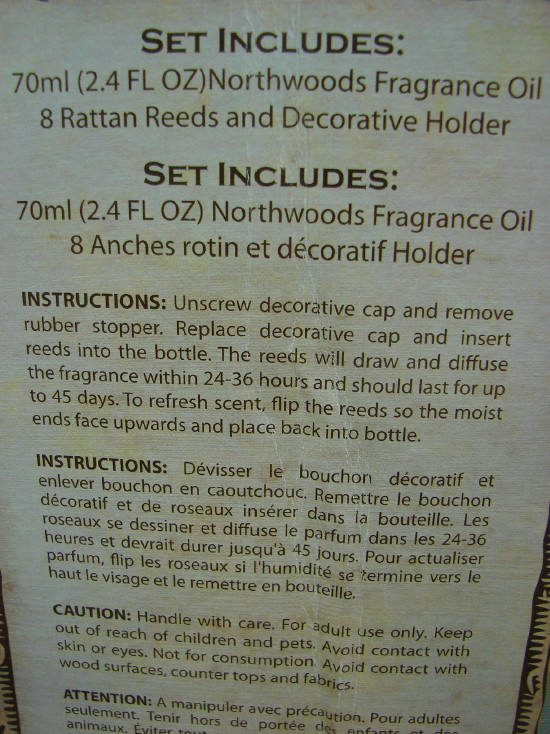 SET INCLUDES:
70ml (2.4 FL OZ)Northwoods Fragrance Oil
8 Rattan Reeds and Decorative Holder
SET INCLUDES:
70ml (2.4 FL OZ) Northwoods Fragrance Oil
8 Anches rotin et décoratif Holder
INSTRUCTIONS: Unscrew decorative cap and remove
rubber stopper. Replace decorative cap and insert
reeds into the bottle. The reeds will draw and diffuse
the fragrance within 24-36 hours and should last for up
to 45 days. To refresh scent, flip the reeds so the moist
ends face upwards and place back into bottle.
INSTRUCTIONS: Dévisser le bouchon décoratif et
enlever bouchon en caoutchouc. Remettre le bouchon
décoratif et de roseaux insérer dans la bouteille. Les
roseaux se dessiner et diffuse le parfum dans les 24-36
heures et devrait durer jusqu'à 45 jours. Pour actualiser
parfum, flip les roseaux si l'humidité se termine vers le
haut le visage et le remettre en bouteille.
CAUTION: Handle with care. For adult use only. Keep
out of reach of children and pets. Avoid contact with
skin or eyes. Not for consumption. Avoid contact with
wood surfaces, counter tops and fabrics.
ATTENTION: A manipuler avec précaution. Pour adultes
seulement. Tenir hors de portée des enfants et des
animaux. Éviter tout